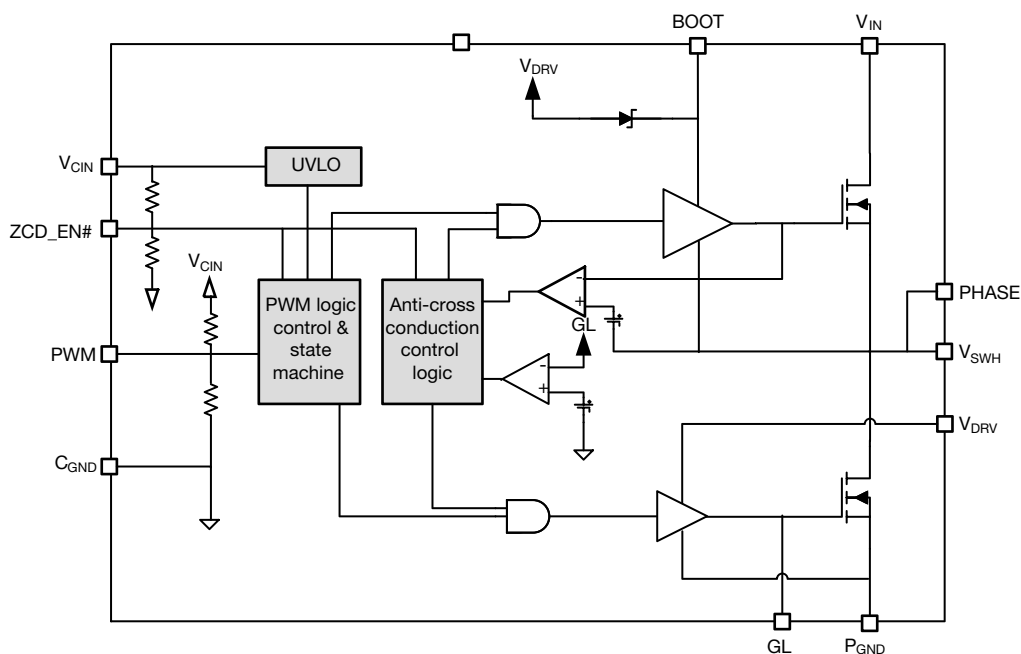 BOOT
VIN
VDRV
VCIN
UVLO
ZCD_EN#
VCIN
PWM logic
control &
state
machine
Anti-cross
conduction
control
logic
-
+
GL
PHASE
PWM
VSWH
-
+
VDRV
CGND
GL
PGND